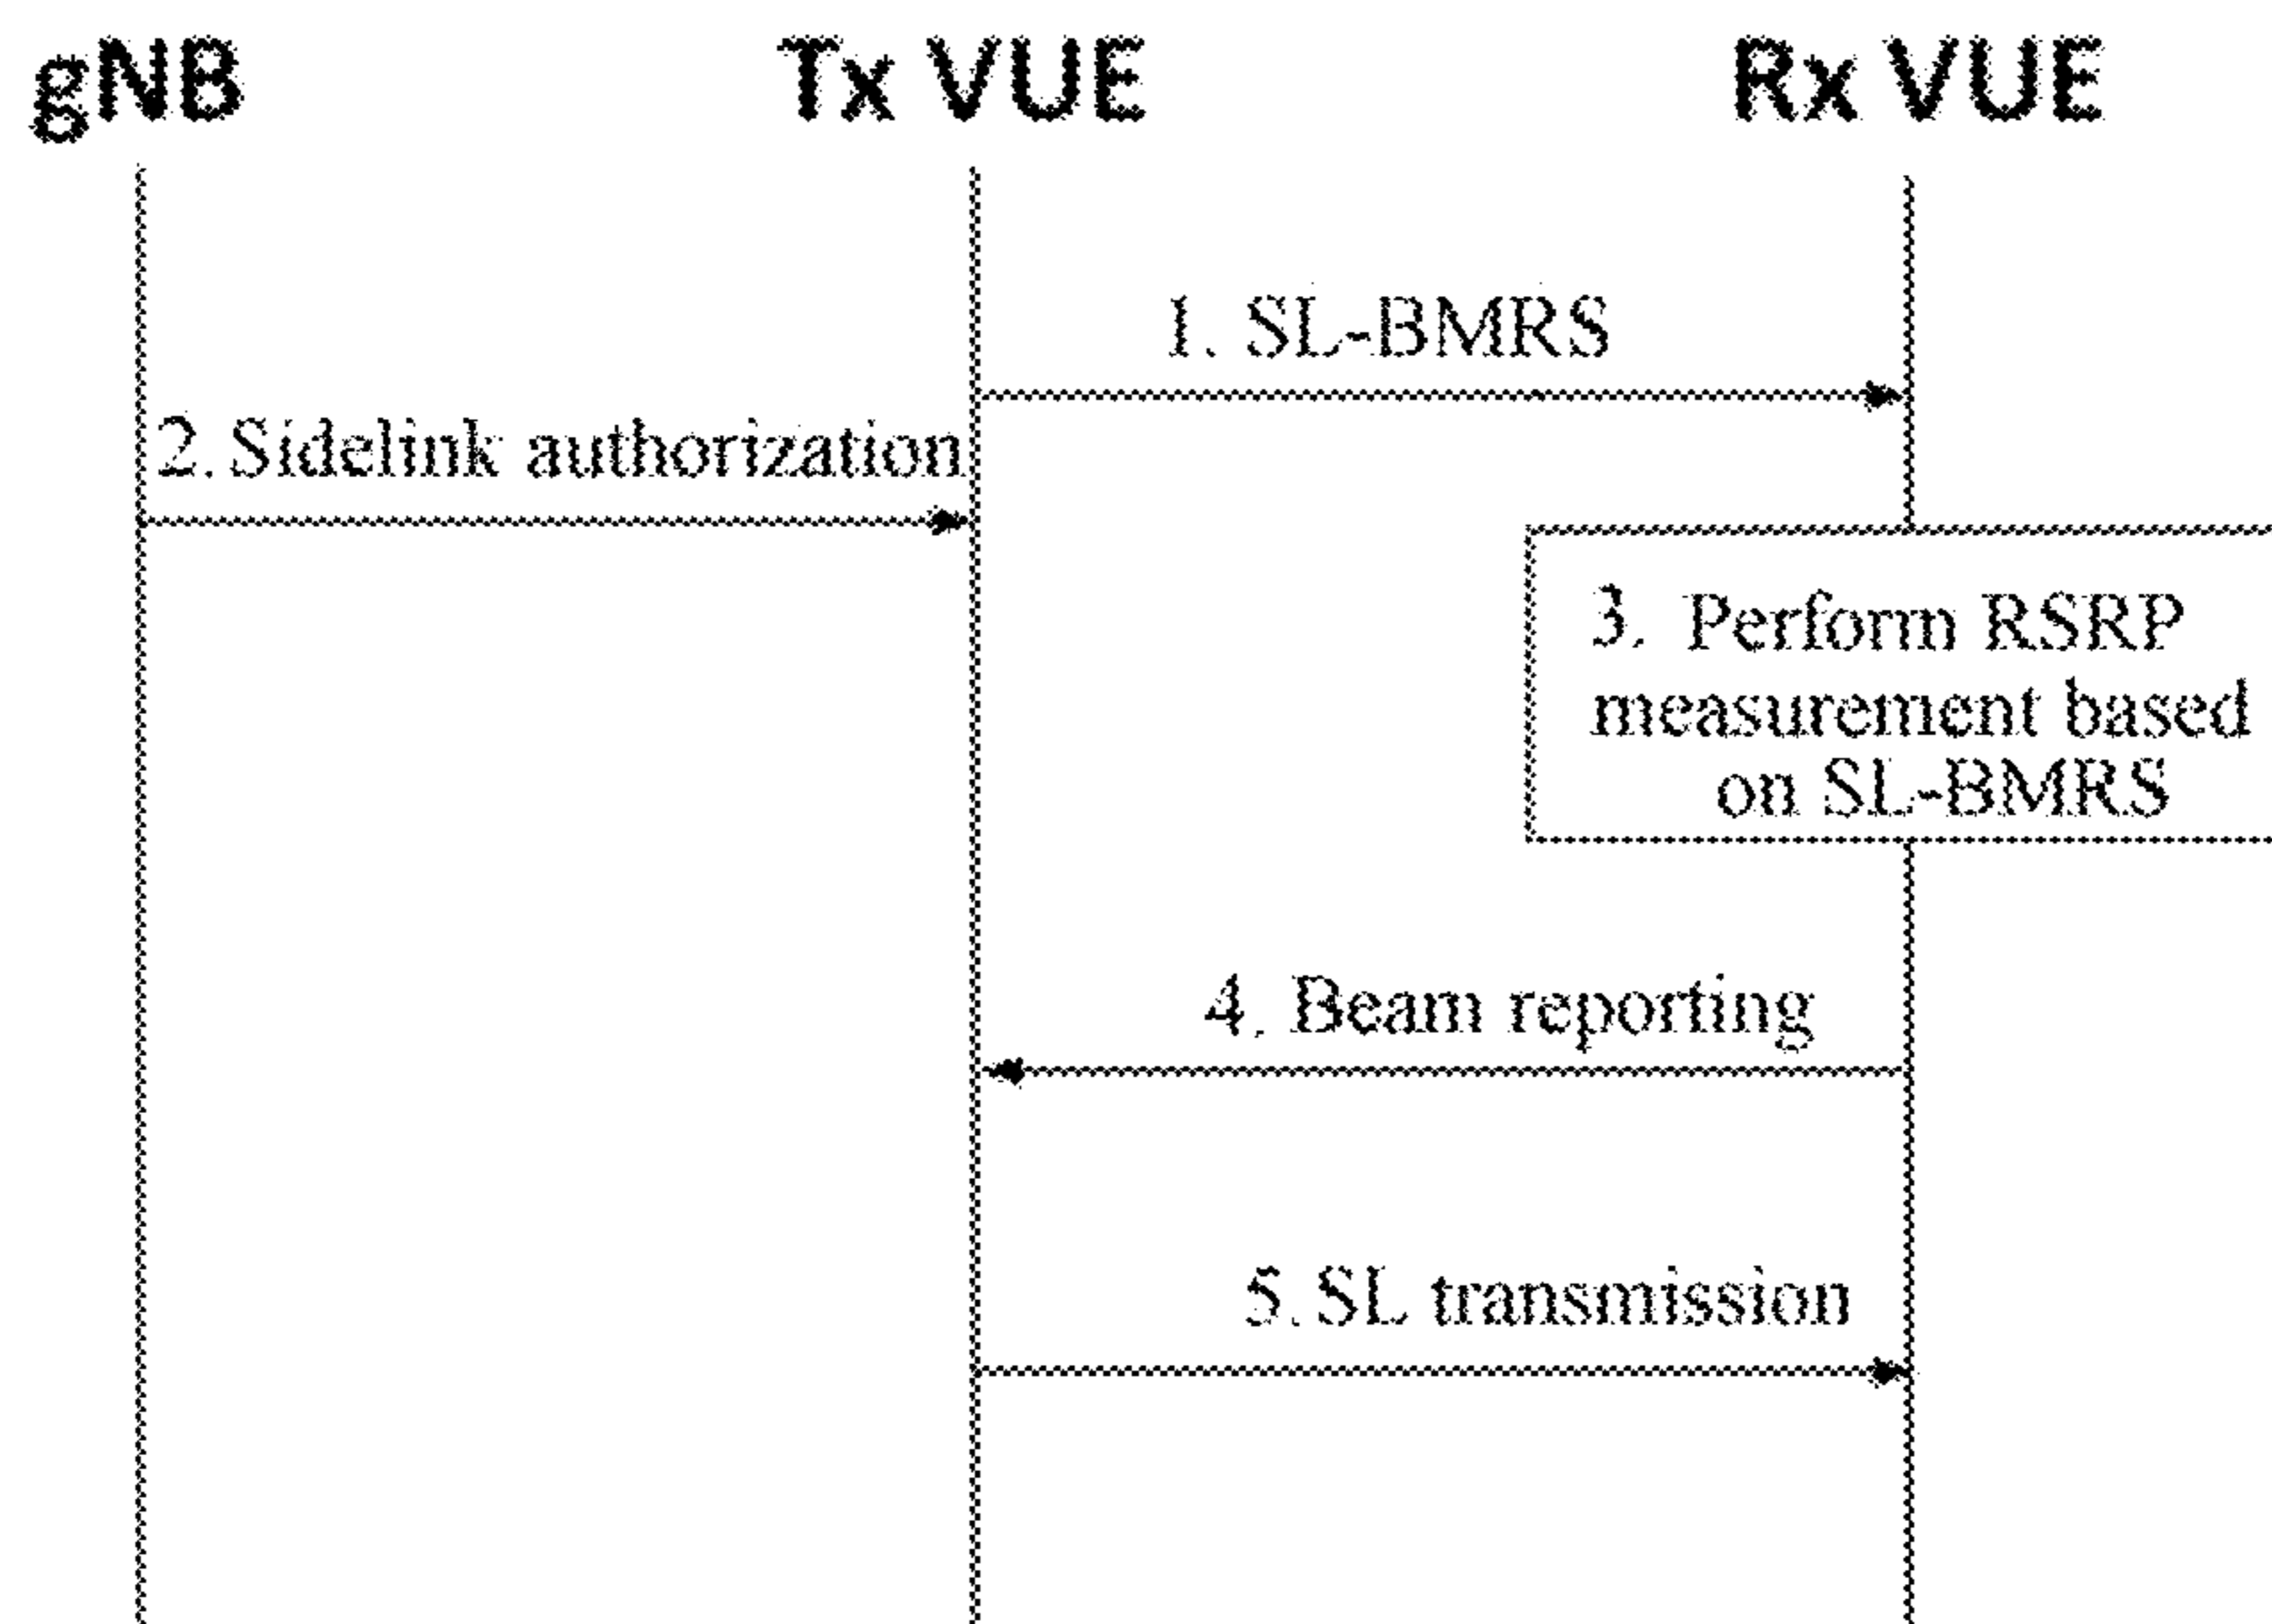 gNB
Tx VUE
Rx VUE
1. SL-BMRS
2. Sidelink authorization
3. Perform RSRP
measurement based
on SL-BMRS
4. Beam reporting
5. SL transmission